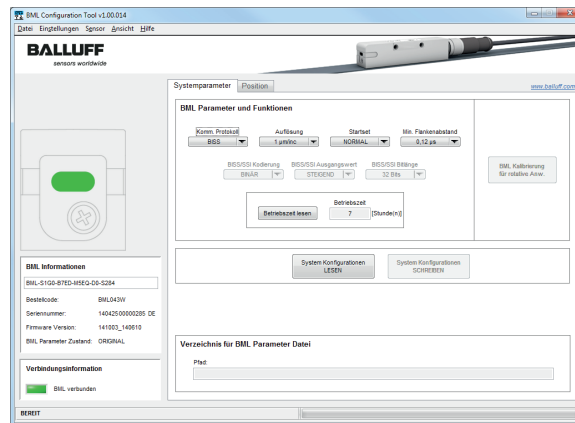 BML Configuration Tool v1.00.014
Datei Einstellungen Sensor Ansicht Hilfe
BALLUFF
sensors worldwide
Systemparameter Position
www.balluff.com
BML Parameter und Funktionen
Komm. Protokoll Auflösung Startset Min. Flankenabstand
BISS 1 µm/inc NORMAL 0,12 µs
BISS/SSI Kodierung BISS/SSI Ausgangswert BISS/SSI Bitlänge
BINÄR STEIGEND 32 Bits
BML Kalibrierung
für relative Anw.
Betriebszeit
Betriebszeit lesen 7 [Stunde(n)]
System Konfigurationen
LESEN
System Konfigurationen
SCHREIBEN
BML Informationen
BML-S1G0-B7ED-M5EQ-D0-S284
Bestellcode: BML043W
Seriennummer: 14042500000285 DE
Firmware Version: 141003_140610
BML Parameter Zustand: ORIGINAL
Verzeichnis für BML Parameter Datei
Pfad:
Verbindungsinformation
BML verbunden
BEREIT